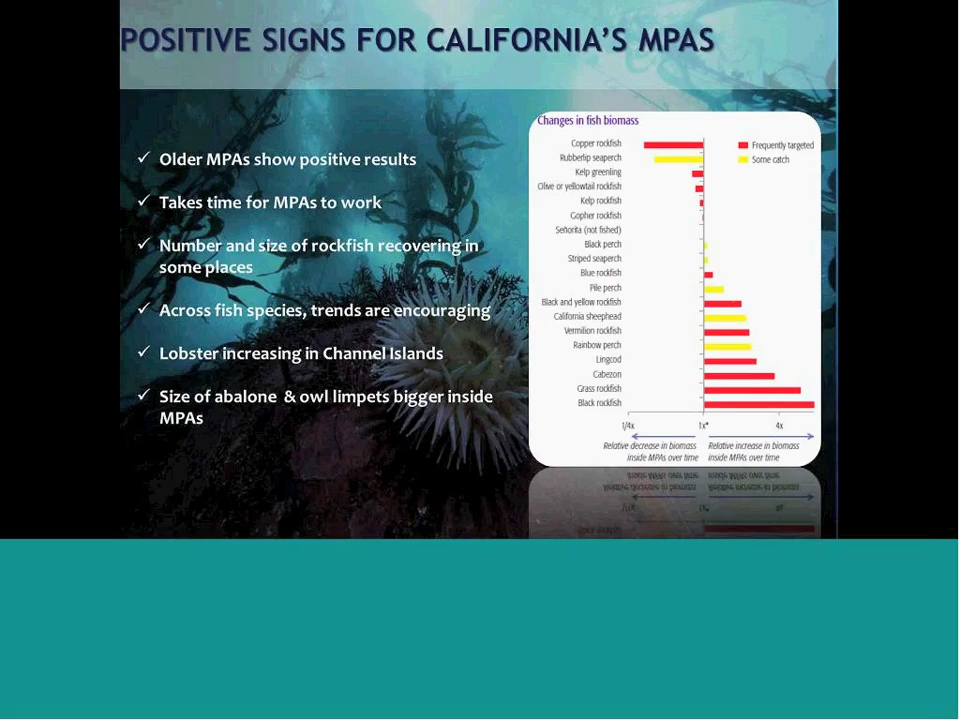 POSITIVE SIGNS FOR CALIFORNIA'S MPAS
✓ Older MPAs show positive results
✓ Takes time for MPAs to work
✓ Number and size of rockfish recovering in
some places
✓ Across fish species, trends are encouraging
✓ Lobster increasing in Channel Islands
✓ Size of abalone & owl limpets bigger inside
MPAs
Changes in fish biomass
Copper rockfish
Rubberlip seaperch
Kelp greenling
Olive or yellowtail rockfish
Kelp rockfish
Gopher rockfish
Señorita (not fished)
Black perch
Striped seaperch
Blue rockfish
Pile perch
Black and yellow rockfish
California sheephead
Vermilion rockfish
Rainbow perch
Lingcod
Cabezon
Grass rockfish
Black rockfish
Frequently targeted
Some catch
1/4x 1x* 4x
Relative decrease in biomass
inside MPAs over time
Relative increase in biomass
inside MPAs over time